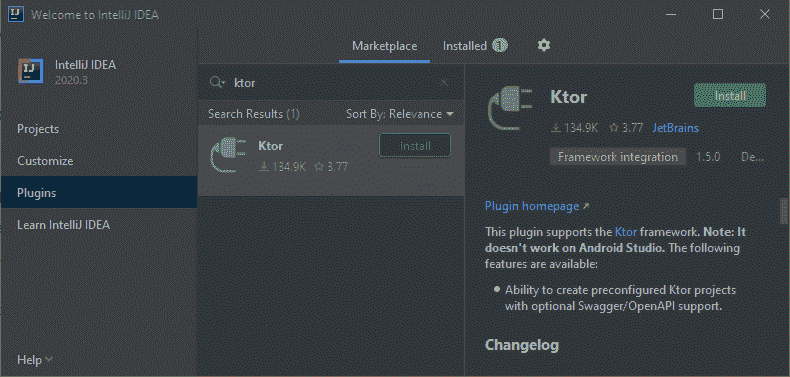 IJ Welcome to IntelliJ IDEA
Marketplace Installed 1
IJ IntelliJ IDEA
2020.3
Projects
Customize
Plugins
Learn IntelliJ IDEA
Help
ktor
Search Results (1) Sort By: Relevance
Ktor Install
134.9K 3.77
Ktor Install
134.9K 3.77 JetBrains
Framework integration 1.5.0 De...
Plugin homepage
This plugin supports the Ktor framework. Note: It
doesn't work on Android Studio. The following
features are available:
Ability to create preconfigured Ktor projects
with optional Swagger/OpenAPI support.
Changelog